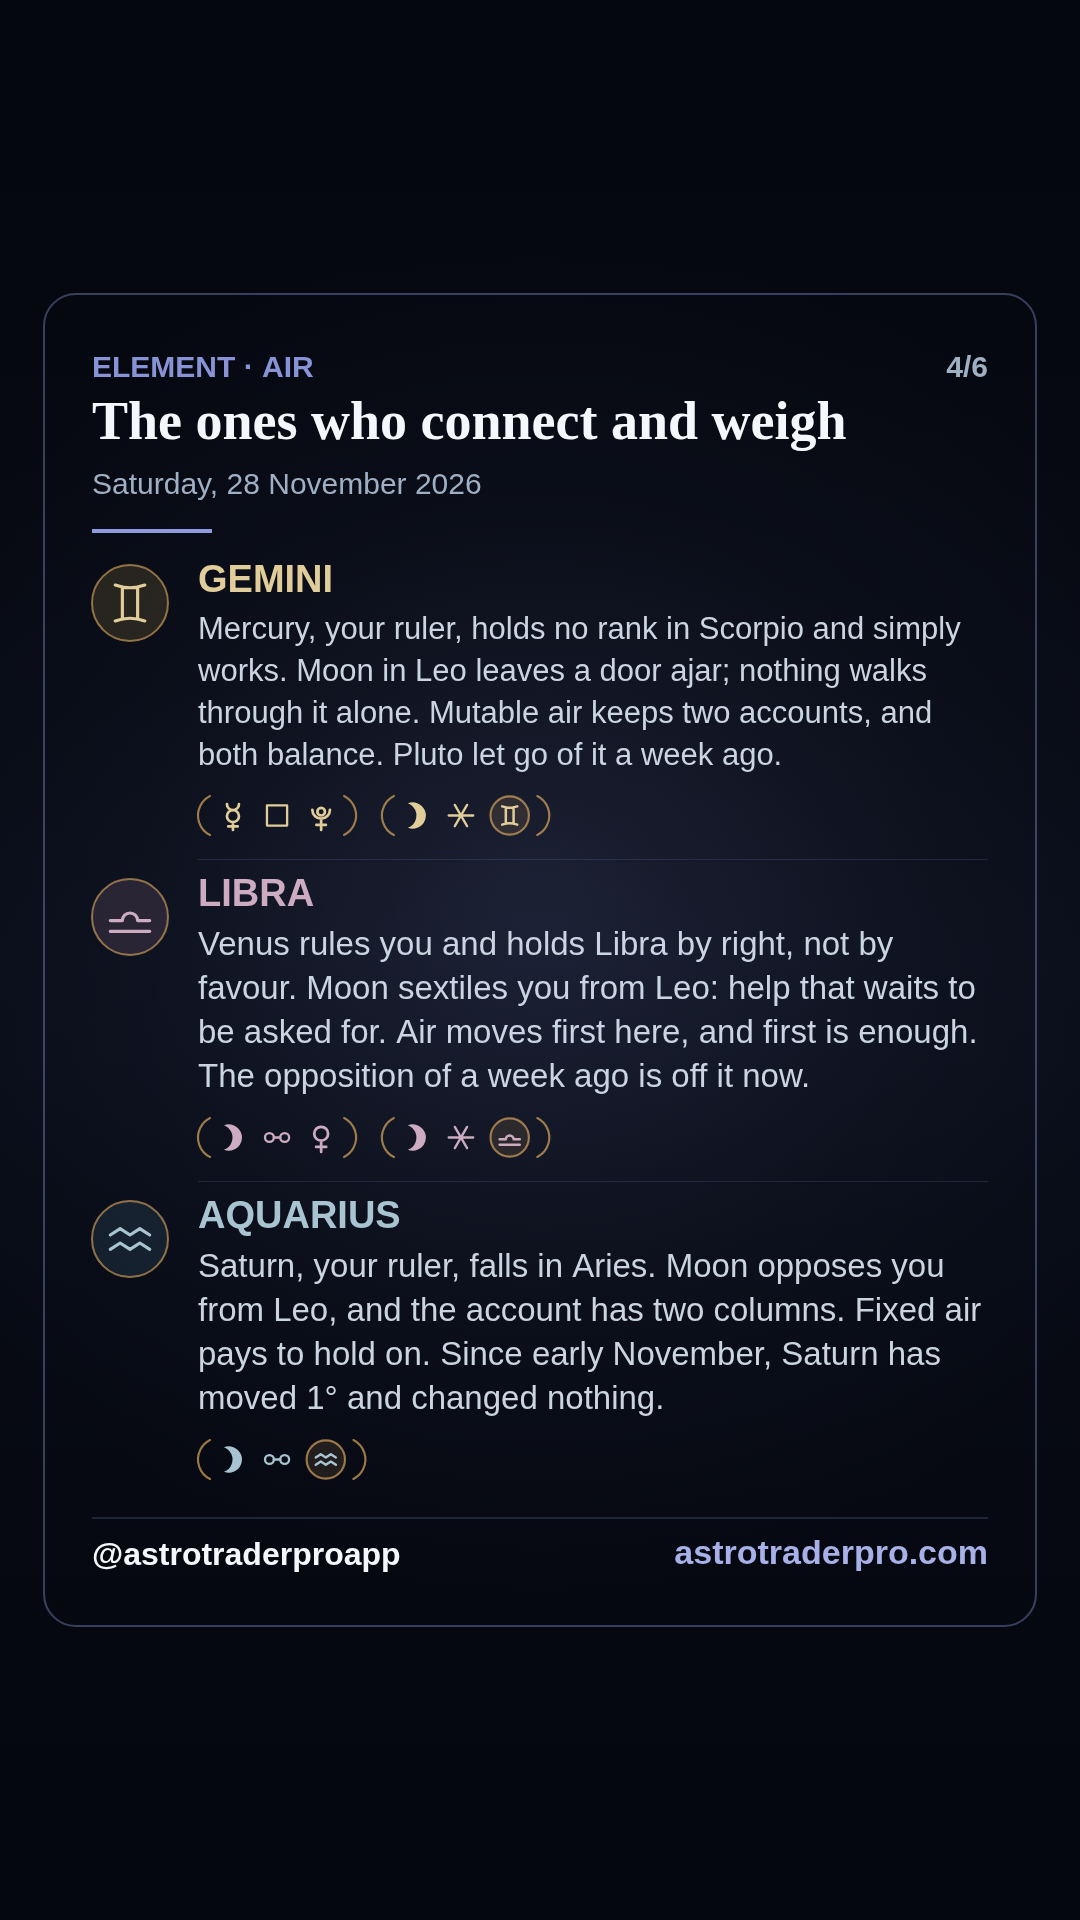 ELEMENT · AIR
4/6
The ones who connect and weigh
Saturday, 28 November 2026
GEMINI
Mercury, your ruler, holds no rank in Scorpio and simply
works. Moon in Leo leaves a door ajar; nothing walks
through it alone. Mutable air keeps two accounts, and
both balance. Pluto let go of it a week ago.
LIBRA
Venus rules you and holds Libra by right, not by
favour. Moon sextiles you from Leo: help that waits to
be asked for. Air moves first here, and first is enough.
The opposition of a week ago is off it now.
AQUARIUS
Saturn, your ruler, falls in Aries. Moon opposes you
from Leo, and the account has two columns. Fixed air
pays to hold on. Since early November, Saturn has
moved 1° and changed nothing.
@astrotraderproapp
astrotraderpro.com